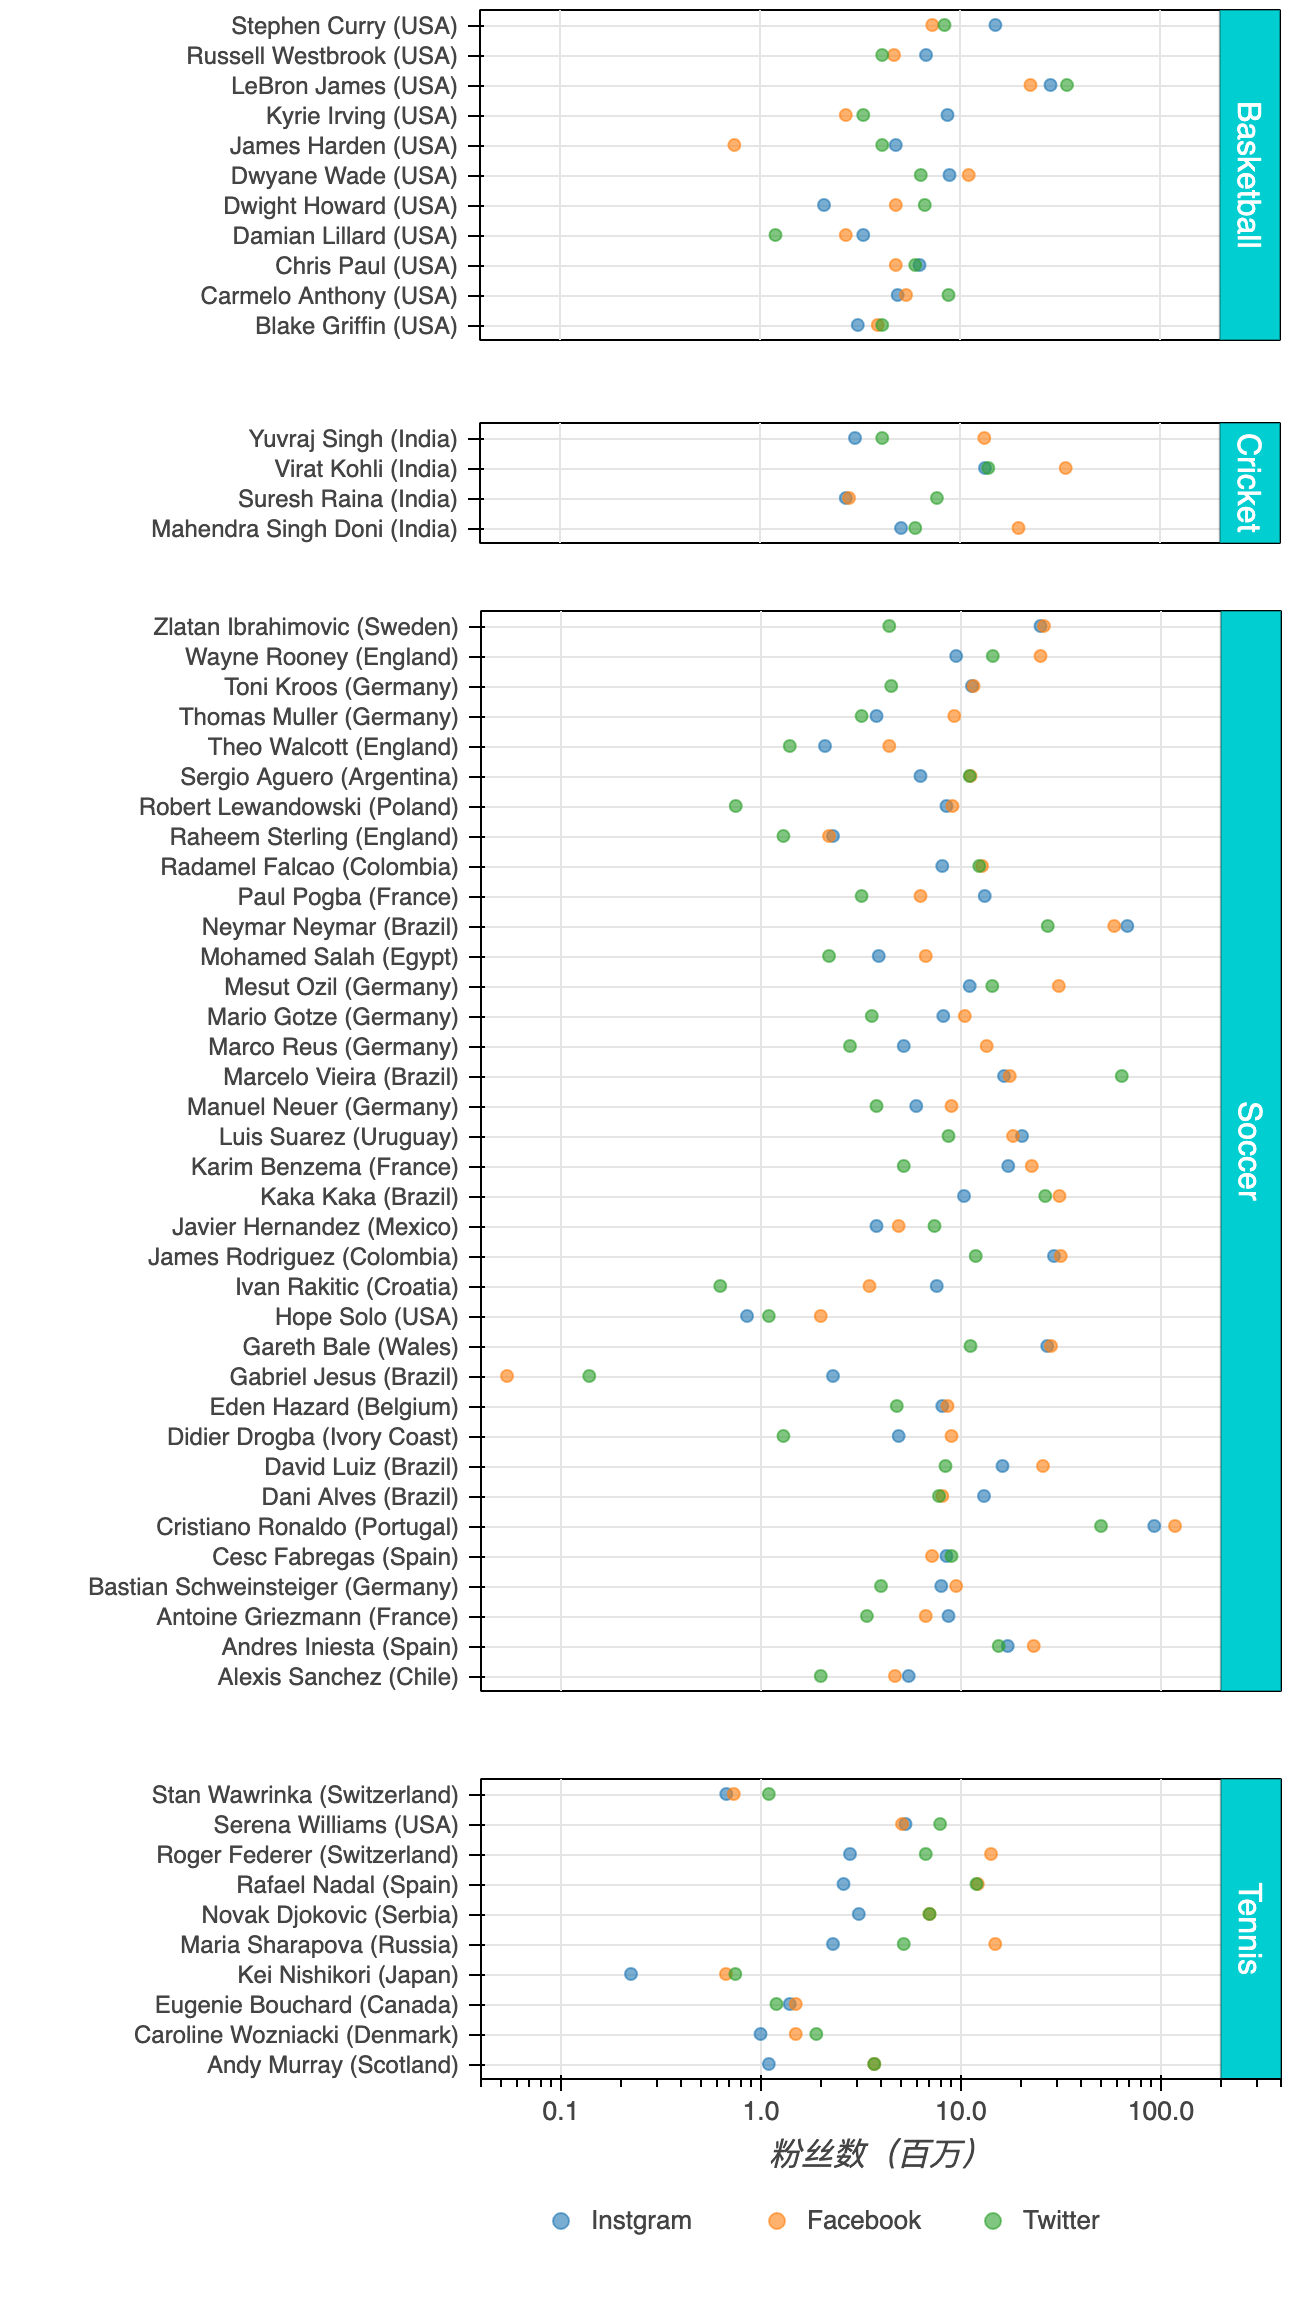 Stephen Curry (USA)
Russell Westbrook (USA)
LeBron James (USA)
Kyrie Irving (USA)
James Harden (USA)
Dwyane Wade (USA)
Dwight Howard (USA)
Damian Lillard (USA)
Chris Paul (USA)
Carmelo Anthony (USA)
Blake Griffin (USA)
Basketball
Yuvraj Singh (India)
Virat Kohli (India)
Suresh Raina (India)
Mahendra Singh Doni (India)
Cricket
Zlatan Ibrahimovic (Sweden)
Wayne Rooney (England)
Toni Kroos (Germany)
Thomas Muller (Germany)
Theo Walcott (England)
Sergio Aguero (Argentina)
Robert Lewandowski (Poland)
Raheem Sterling (England)
Radamel Falcao (Colombia)
Paul Pogba (France)
Neymar Neymar (Brazil)
Mohamed Salah (Egypt)
Mesut Ozil (Germany)
Mario Gotze (Germany)
Marco Reus (Germany)
Marcelo Vieira (Brazil)
Manuel Neuer (Germany)
Luis Suarez (Uruguay)
Karim Benzema (France)
Kaka Kaka (Brazil)
Javier Hernandez (Mexico)
James Rodriguez (Colombia)
Ivan Rakitic (Croatia)
Hope Solo (USA)
Gareth Bale (Wales)
Gabriel Jesus (Brazil)
Eden Hazard (Belgium)
Didier Drogba (Ivory Coast)
David Luiz (Brazil)
Dani Alves (Brazil)
Cristiano Ronaldo (Portugal)
Cesc Fabregas (Spain)
Bastian Schweinsteiger (Germany)
Antoine Griezmann (France)
Andres Iniesta (Spain)
Alexis Sanchez (Chile)
Soccer
Stan Wawrinka (Switzerland)
Serena Williams (USA)
Roger Federer (Switzerland)
Rafael Nadal (Spain)
Novak Djokovic (Serbia)
Maria Sharapova (Russia)
Kei Nishikori (Japan)
Eugenie Bouchard (Canada)
Caroline Wozniacki (Denmark)
Andy Murray (Scotland)
Tennis
0.1 1.0 10.0 100.0
粉丝数（百万）
Instgram Facebook Twitter